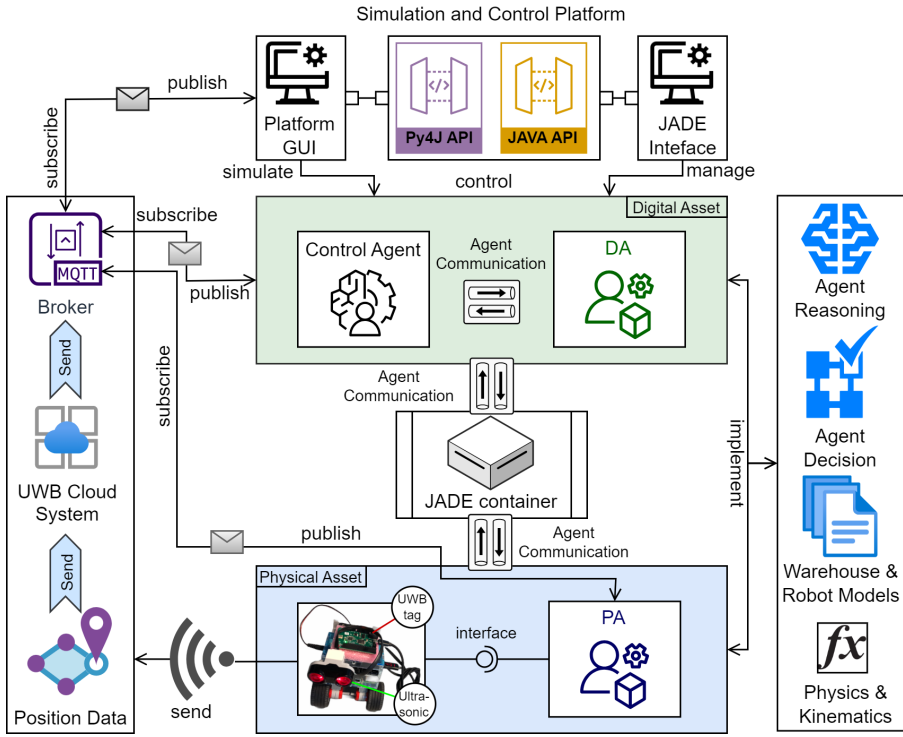 Simulation and Control Platform
publish
subscribe
Platform
GUI
Py4J API
JAVA API
JADE
Inteface
simulate
control
manage
subscribe
publish
MQTT
Broker
Send
UWB Cloud
System
Send
Position Data
Digital Asset
Control Agent
Agent
Communication
DA
Agent
Communication
JADE container
Agent
Communication
subscribe
publish
Physical Asset
UWB
tag
Ultra-
sonic
interface
PA
send
implement
Agent
Reasoning
Agent
Decision
Warehouse &
Robot Models
fx
Physics &
Kinematics